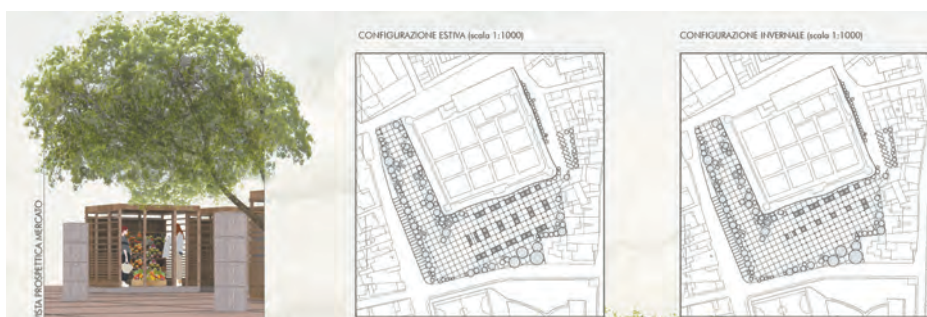 CONFIGURAZIONE ESTIVA (scala 1:1000)
CONFIGURAZIONE INVERNALE (scala 1:1000)
VISTA PROSPETTICA MERCATO